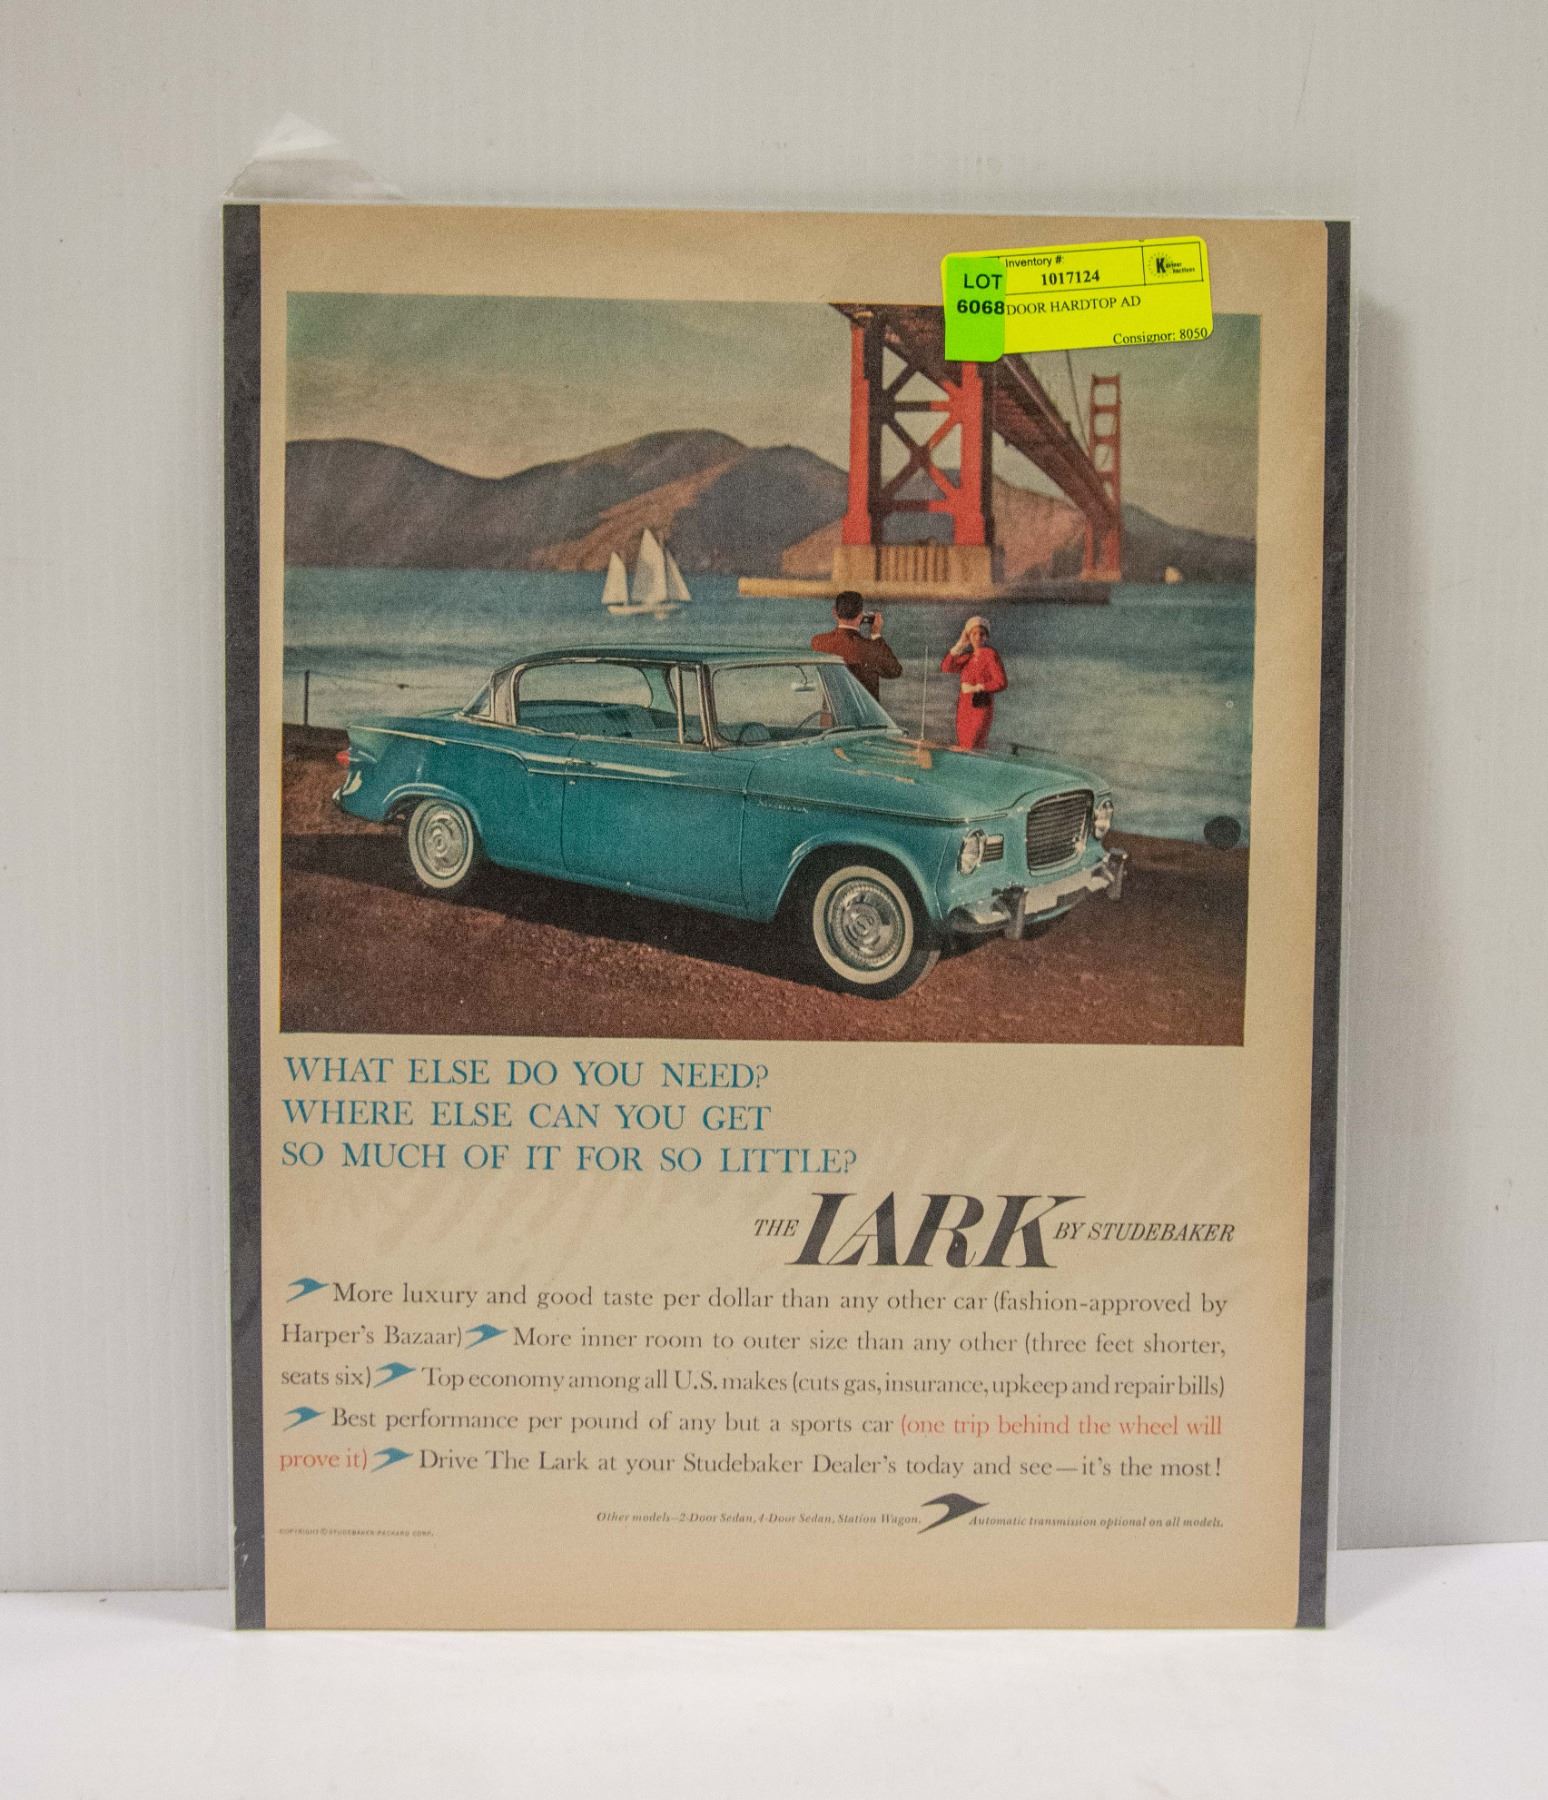 Inventory #:
LOT 1017124
6068 DOOR HARDTOP AD
Consignor: 8050
WHAT ELSE DO YOU NEED?
WHERE ELSE CAN YOU GET
SO MUCH OF IT FOR SO LITTLE?
THE LARK BY STUDEBAKER
More luxury and good taste per dollar than any other car (fashion-approved by
Harper's Bazaar) More inner room to outer size than any other (three feet shorter,
seats six) Top economy among all U.S. makes (cuts gas, insurance, upkeep and repair bills)
Best performance per pound of any but a sports car (one trip behind the wheel will
prove it) Drive The Lark at your Studebaker Dealer's today and see—it's the most!
Other models—2-Door Sedan, 4-Door Sedan, Station Wagon. Automatic transmission optional on all models.
COPYRIGHT © STUDEBAKER-PACKARD CORP.